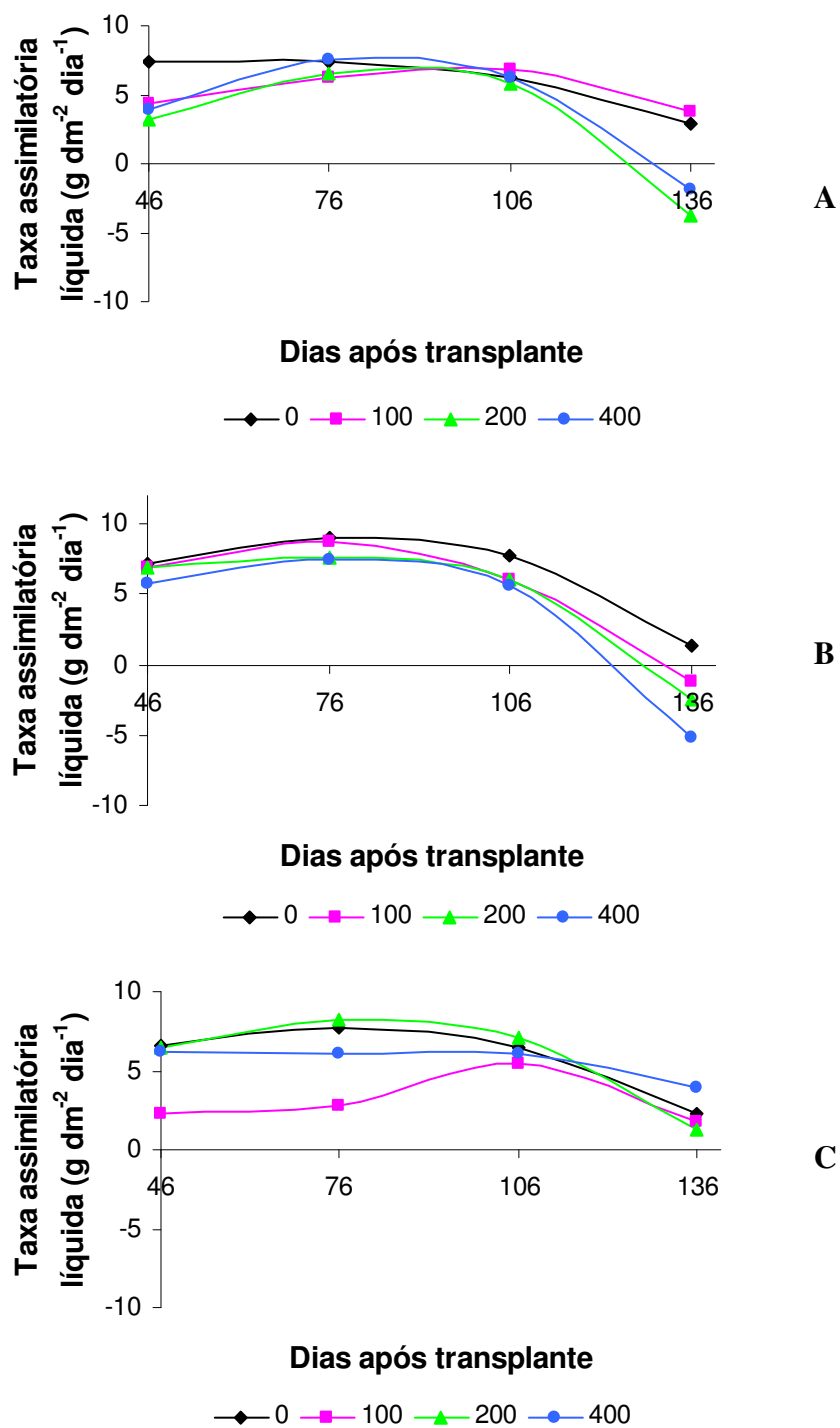 10
5
0
-5
-10
46
76
106
136
Taxa assimilatória
líquida (g dm⁻² dia⁻¹)
Dias após transplante
0 100 200 400
A
10
5
0
-5
-10
46
76
106
136
Taxa assimilatória
líquida (g dm⁻² dia⁻¹)
Dias após transplante
0 100 200 400
B
10
5
0
-5
-10
46
76
106
136
Taxa assimilatória
líquida (g dm⁻² dia⁻¹)
Dias após transplante
0 100 200 400
C